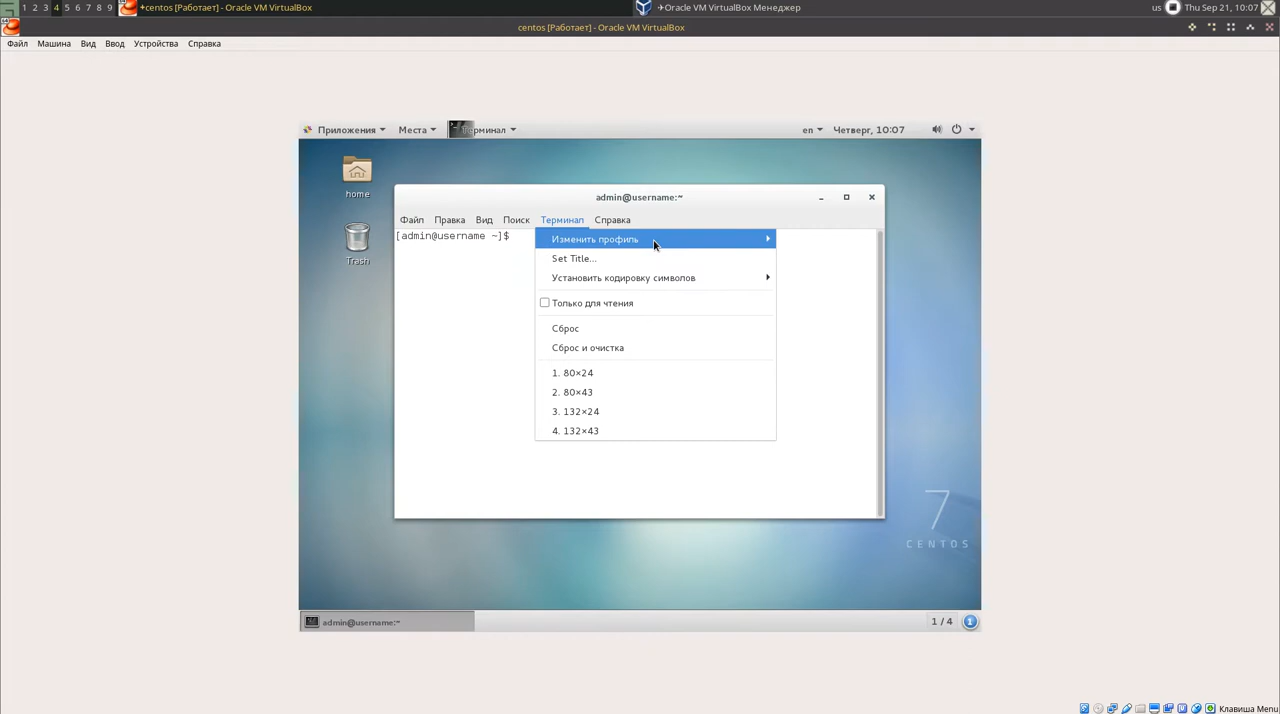 1 2 3 4 5 6 7 8 9 +centos [Работает] - Oracle VM VirtualBox Oracle VM VirtualBox Менеджер us Thu Sep 21, 10:07
centos [Работает] - Oracle VM VirtualBox
Файл Машина Вид Ввод Устройства Справка
Приложения Места Терминал en Четверг, 10:07
home
Trash
admin@username:~
Файл Правка Вид Поиск Терминал Справка
[admin@username ~]$
Изменить профиль
Set Title...
Установить кодировку символов
Только для чтения
Сброс
Сброс и очистка
1. 80×24
2. 80×43
3. 132×24
4. 132×43
7
CENTOS
admin@username:~ 1 / 4 1
Клавиша Menu